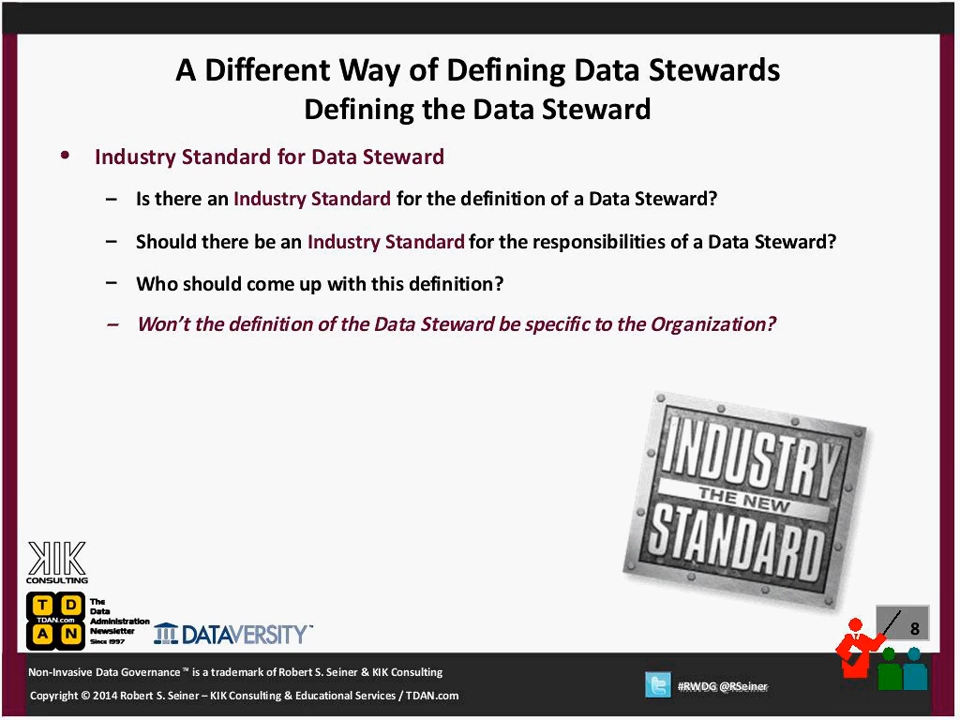 A Different Way of Defining Data Stewards
Defining the Data Steward
• Industry Standard for Data Steward
– Is there an Industry Standard for the definition of a Data Steward?
– Should there be an Industry Standard for the responsibilities of a Data Steward?
– Who should come up with this definition?
– Won't the definition of the Data Steward be specific to the Organization?
INDUSTRY
THE NEW
STANDARD
KIK
CONSULTING
T D
TDAN.com
A N
The
Data
Administration
Newsletter
Since 1997
DATAVERSITY™
8
Non-Invasive Data Governance™ is a trademark of Robert S. Seiner & KIK Consulting
Copyright © 2014 Robert S. Seiner – KIK Consulting & Educational Services / TDAN.com
#RWDG @RSeiner